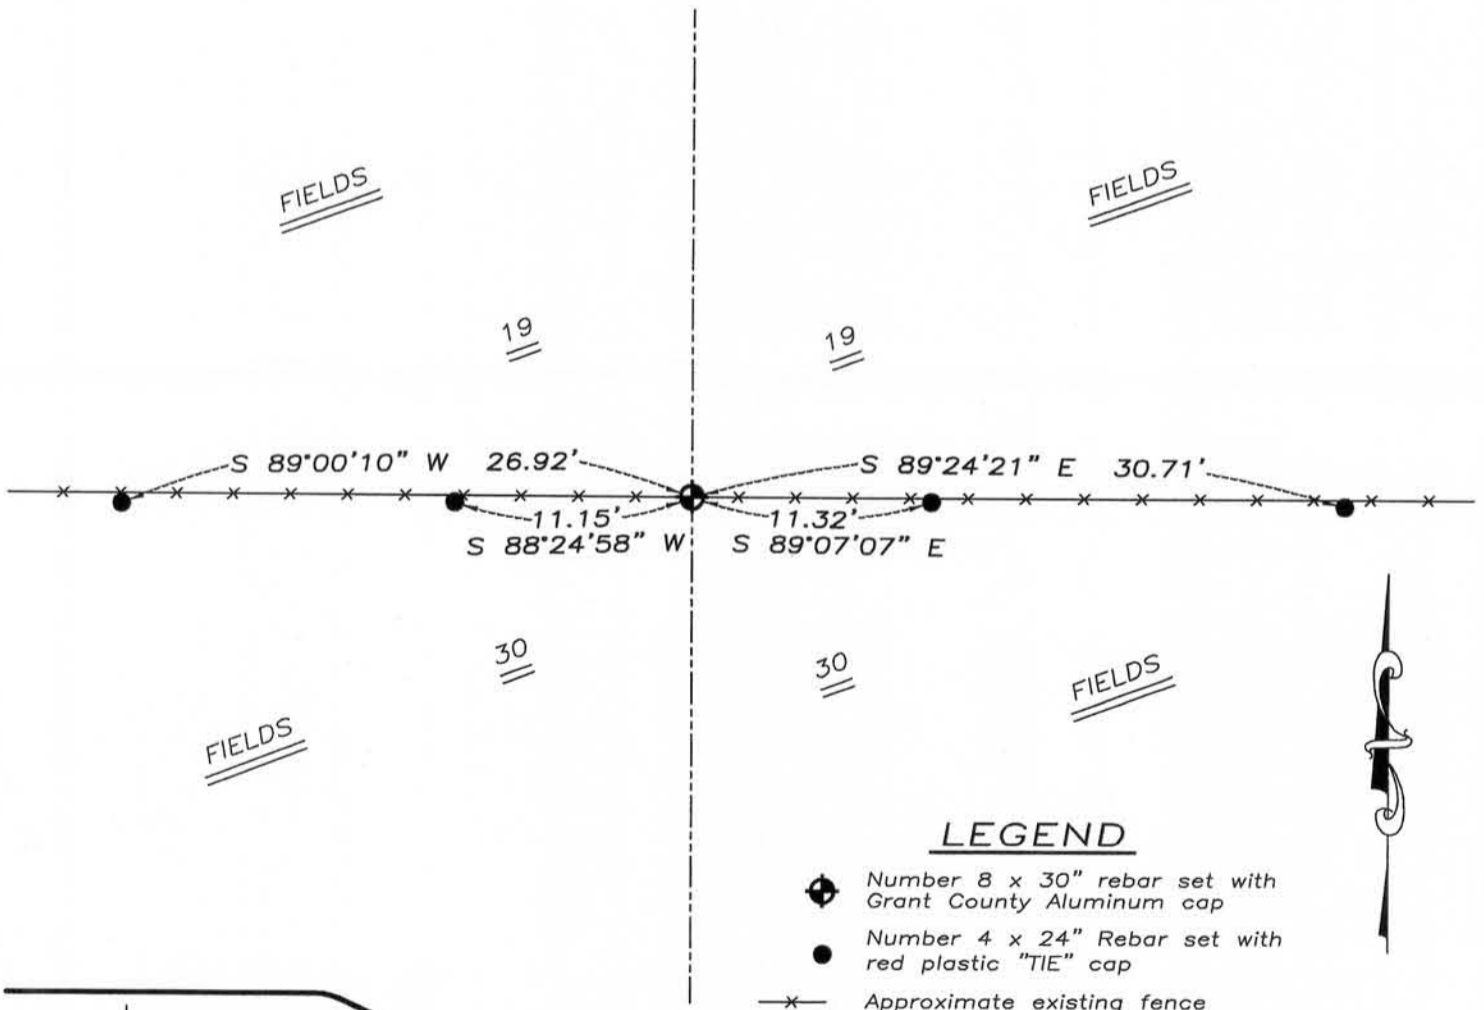 FIELDS
FIELDS
19
19
S 89°00'10" W 26.92'
S 89°24'21" E 30.71'
11.15'
11.32'
S 88°24'58" W
S 89°07'07" E
30
30
FIELDS
FIELDS
LEGEND
Number 8 x 30" rebar set with
Grant County Aluminum cap
Number 4 x 24" Rebar set with
red plastic "TIE" cap
Approximate existing fence